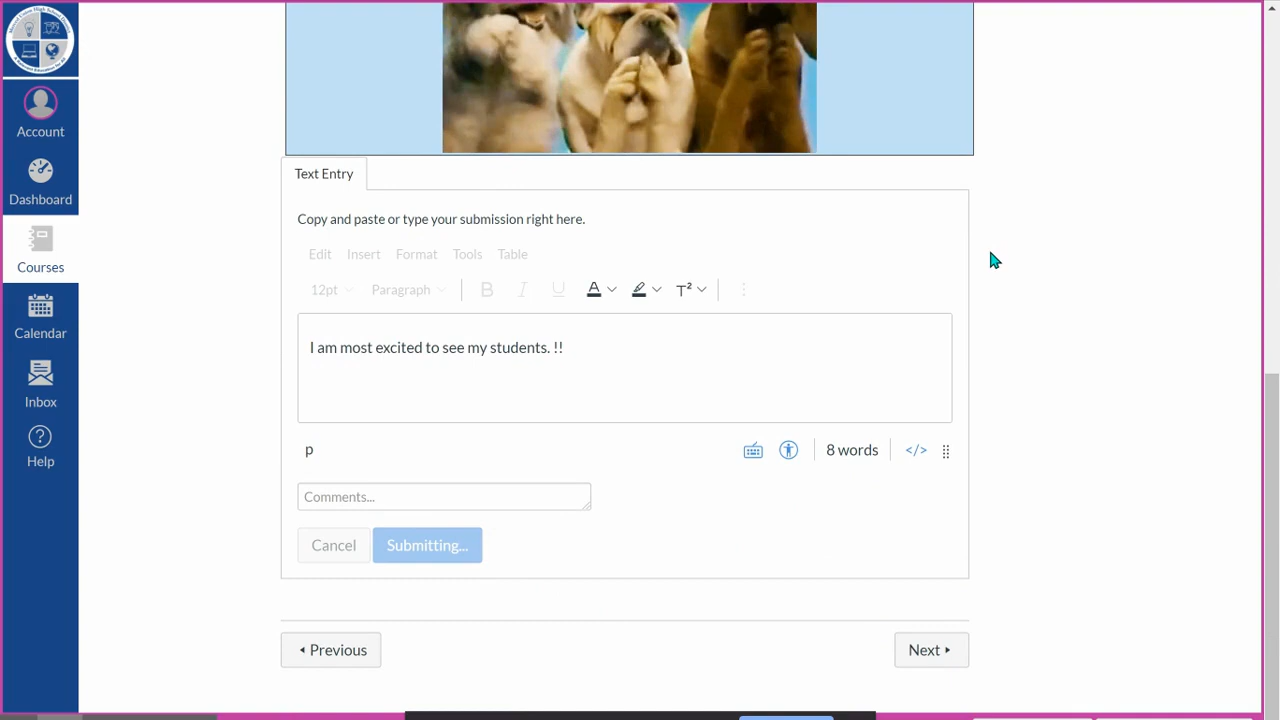 Account
Dashboard
Courses
Calendar
Inbox
Help
Text Entry
Copy and paste or type your submission right here.
Edit Insert Format Tools Table
12pt Paragraph B I U A T²
I am most excited to see my students. !!
p 8 words </>
Comments...
Cancel Submitting...
Previous Next